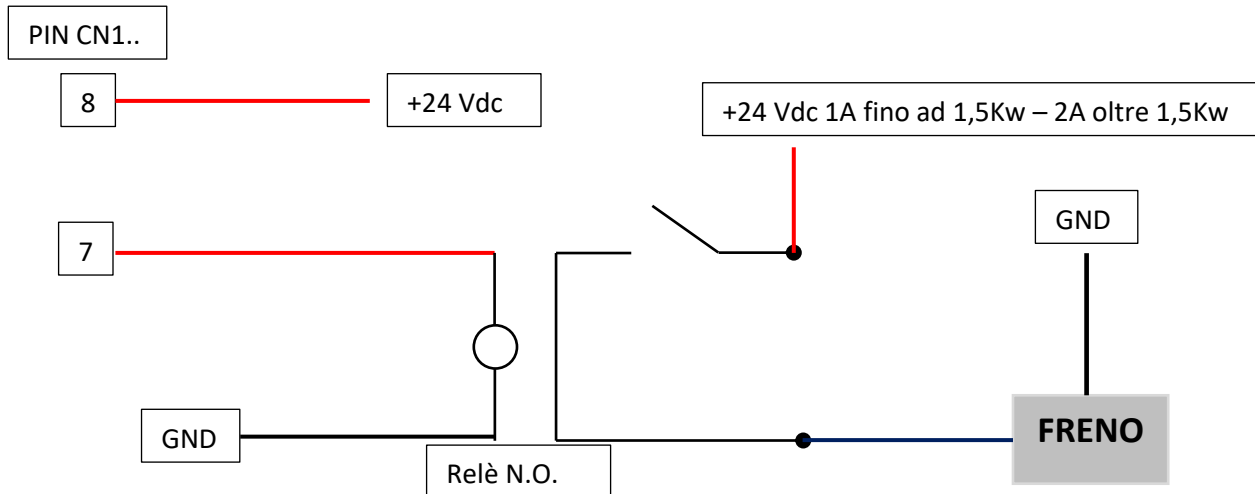 PIN CN1..
8
+24 Vdc
+24 Vdc 1A fino ad 1,5Kw – 2A oltre 1,5Kw
7
GND
GND
FRENO
Relè N.O.